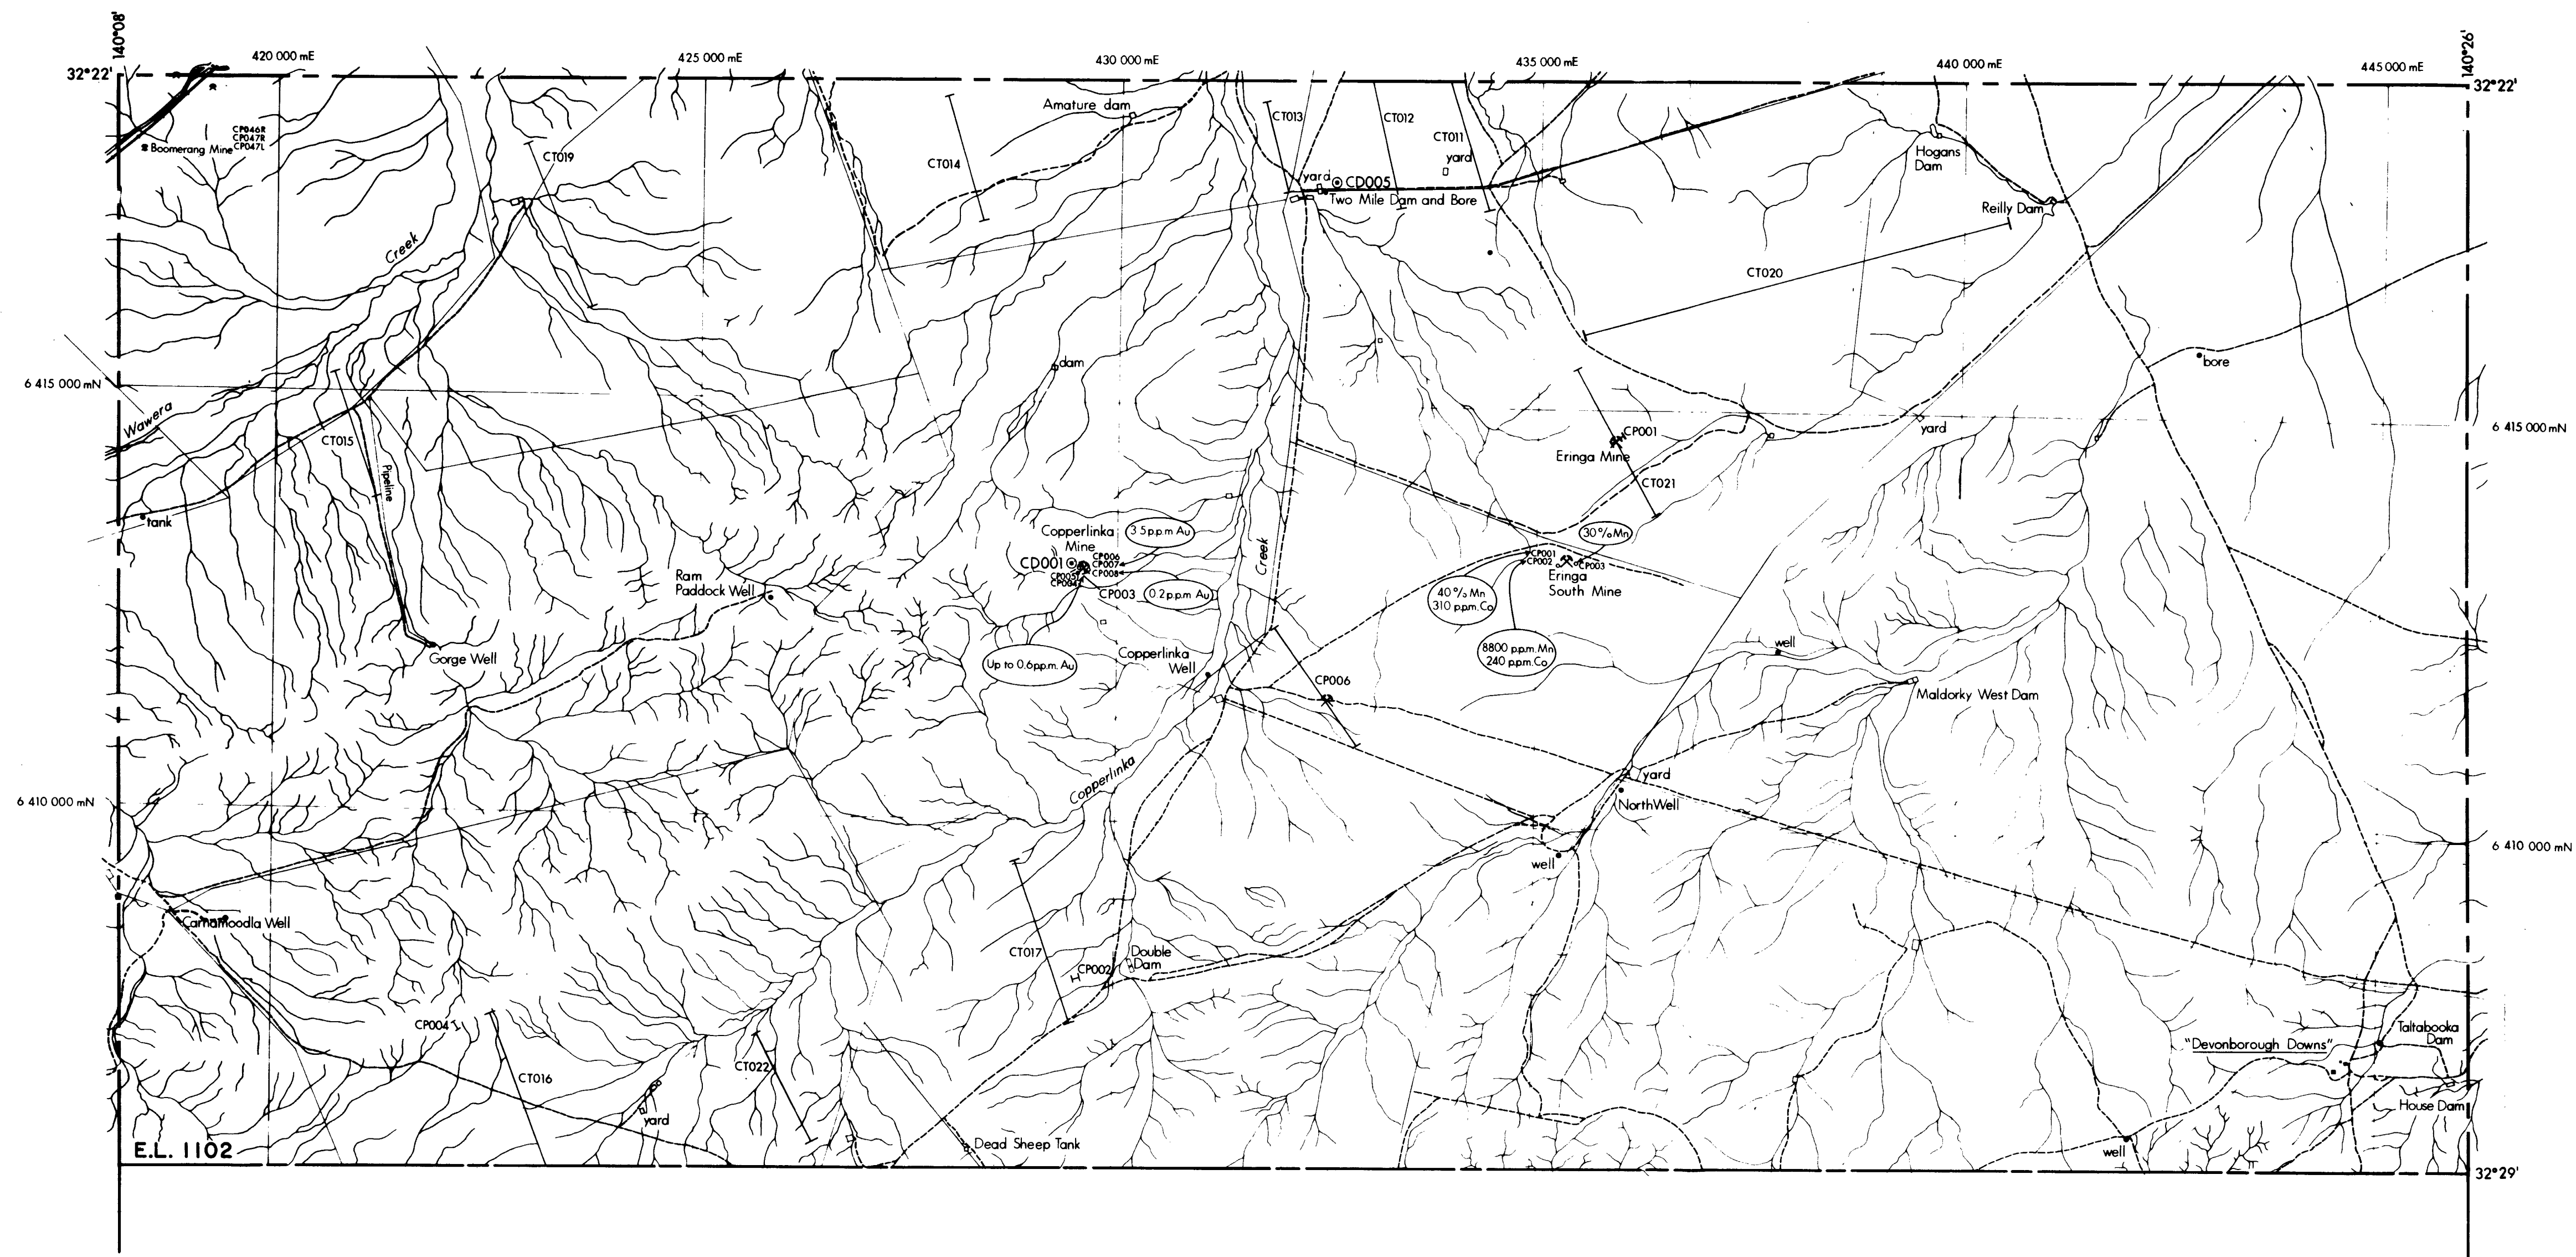 140°08'
140°26'
420 000 mE
425 000 mE
430 000 mE
435 000 mE
440 000 mE
445 000 mE
32°22'
32°22'
Amature dam
CT013
CT012
CT011
yard
CP046R
CP047R
CP047L
Boomerang Mine
CT019
CT014
Hogans
Dam
yard
CD005
Two Mile Dam and Bore
Reilly Dam
Creek
CT020
dam
bore
6 415 000 mN
Wawera
CT015
Pipeline
CP001
Eringa Mine
yard
6 415 000 mN
CT021
tank
Copperlinka
Mine
3.5 p.p.m Au
30% Mn
Creek
CD001
CP006
CP007
CP008
CP005
CP004
CP001
CP002
CP003
Eringa
South Mine
Ram
Paddock Well
CP003
0.2 p.p.m Au
40% Mn
310 p.p.m. Co
Gorge Well
Up to 0.6 p.p.m. Au
Copperlinka
Well
8800 p.p.m. Mn
240 p.p.m. Co
well
CP006
Maldorky West Dam
Copperlinka
yard
North Well
6 410 000 mN
6 410 000 mN
well
Carnamoodla Well
CT017
CP002
Double
Dam
CP004
CT022
CT016
Taltabooka
Dam
"Devonborough Downs"
yard
House Dam
E.L. 1102
Dead Sheep Tank
well
32°29'